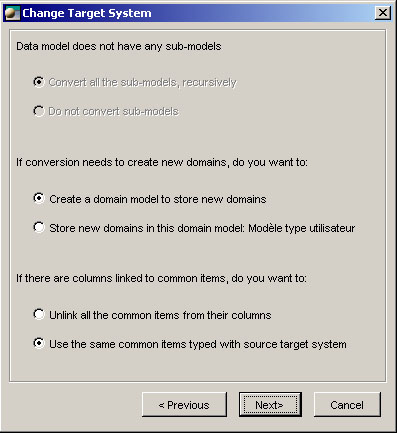 Change Target System
Data model does not have any sub-models
Convert all the sub-models, recursively
Do not convert sub-models
If conversion needs to create new domains, do you want to:
Create a domain model to store new domains
Store new domains in this domain model: Modèle type utilisateur
If there are columns linked to common items, do you want to:
Unlink all the common items from their columns
Use the same common items typed with source target system
< Previous
Next>
Cancel